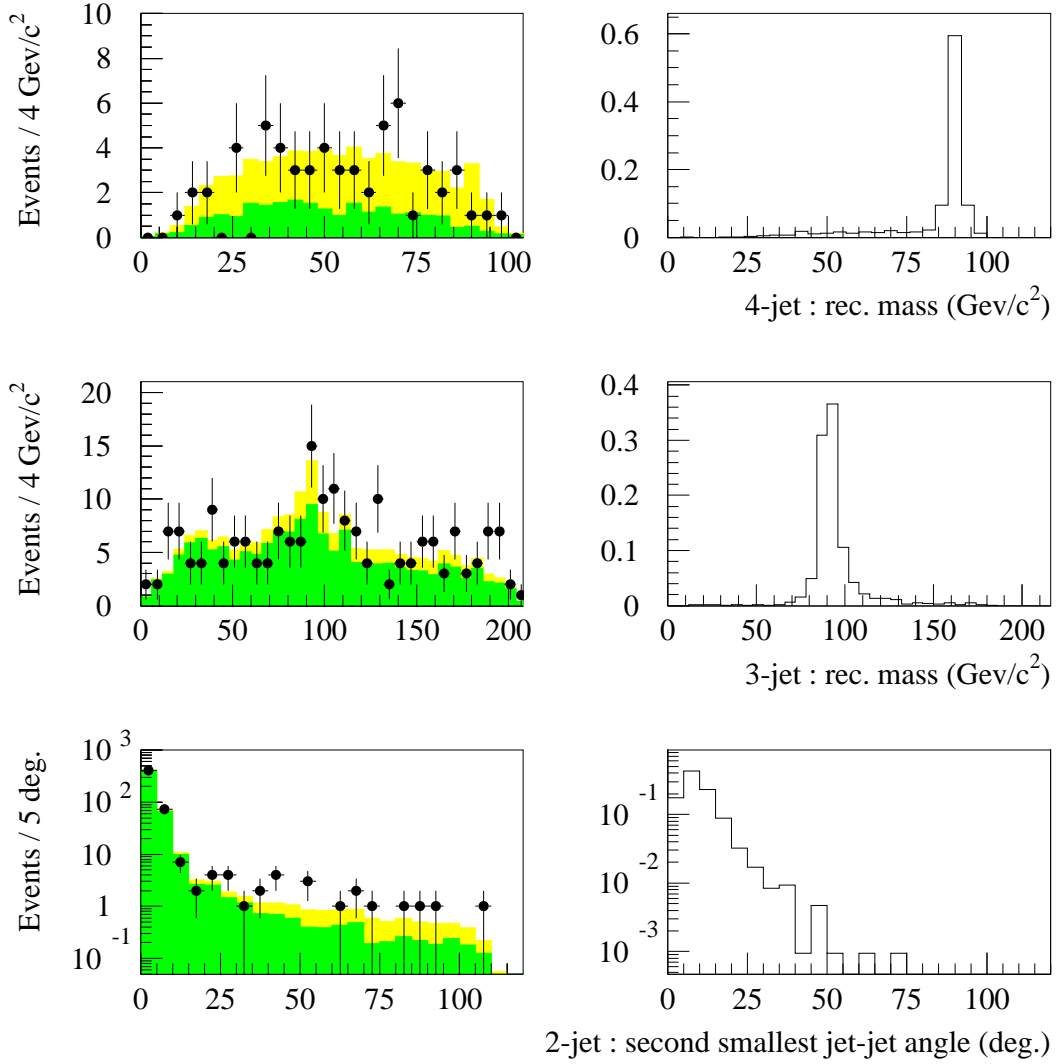 Events / 4 Gev/c2
10
8
6
4
2
0
0 25 50 75 100
0.6
0.4
0.2
0
0 25 50 75 100
4-jet : rec. mass (Gev/c2)
Events / 4 Gev/c2
20
15
10
5
0
0 50 100 150 200
0.4
0.3
0.2
0.1
0
0 50 100 150 200
3-jet : rec. mass (Gev/c2)
Events / 5 deg.
10 3
10 2
10
1
10 -1
0 25 50 75 100
10 -1
10 -2
10 -3
0 25 50 75 100
2-jet : second smallest jet-jet angle (deg.)